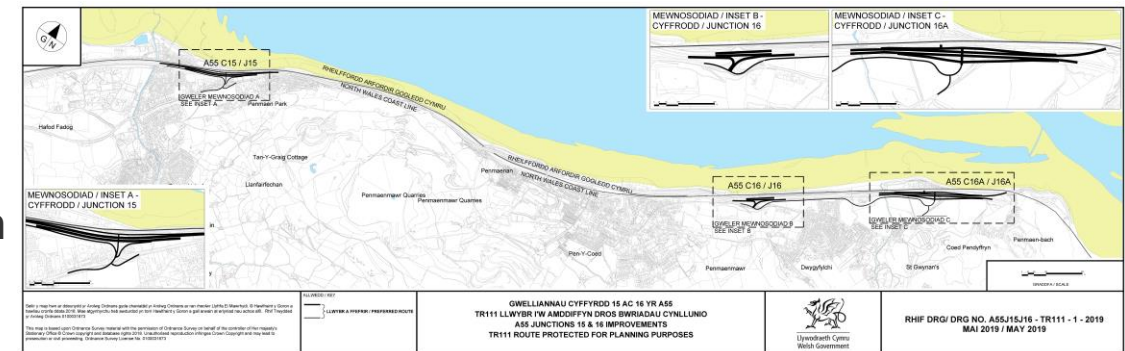 MEWNOSODIAD / INSET B -
CYFFRODD / JUNCTION 16
MEWNOSODIAD / INSET C -
CYFFRODD / JUNCTION 16A
G N
A55 C15 / J15
GWELER MEWNOSODIAD A
SEE INSET A
Penmaen Park
RHEILFFORDD ARFORDIR GOGLEDD CYMRU
NORTH WALES COAST LINE
Hafod Fadog
Tan-Y-Graig Cottage
Llanfairfechan
Penmaenmawr Quarries
Penmaenmawr Quarries
Penmaenan
RHEILFFORDD ARFORDIR GOGLEDD CYMRU
NORTH WALES COAST LINE
A55 C16 / J16
GWELER MEWNOSODIAD B
SEE INSET B
A55 C16A / J16A
GWELER MEWNOSODIAD C
SEE INSET C
Pen-Y-Coed
Penmaenmawr
Dwygyfylchi
St Gwynan's
Coed Pendyffryn
Penmaen-bach
MEWNOSODIAD / INSET A -
CYFFRODD / JUNCTION 15
GRADDFA / SCALE
ALLWEDD / KEY
LLWYBR A FFEFRIR / PREFERRED ROUTE
GWELLIANNAU CYFFYRDD 15 AC 16 YR A55
TR111 LLWYBR I'W AMDDIFFYN DROS BWRIADAU CYNLLUNIO
A55 JUNCTIONS 15 & 16 IMPROVEMENTS
TR111 ROUTE PROTECTED FOR PLANNING PURPOSES
Llywodraeth Cymru
Welsh Government
RHIF DRG/ DRG NO. A55J15J16 - TR111 - 1 - 2019
MAI 2019 / MAY 2019